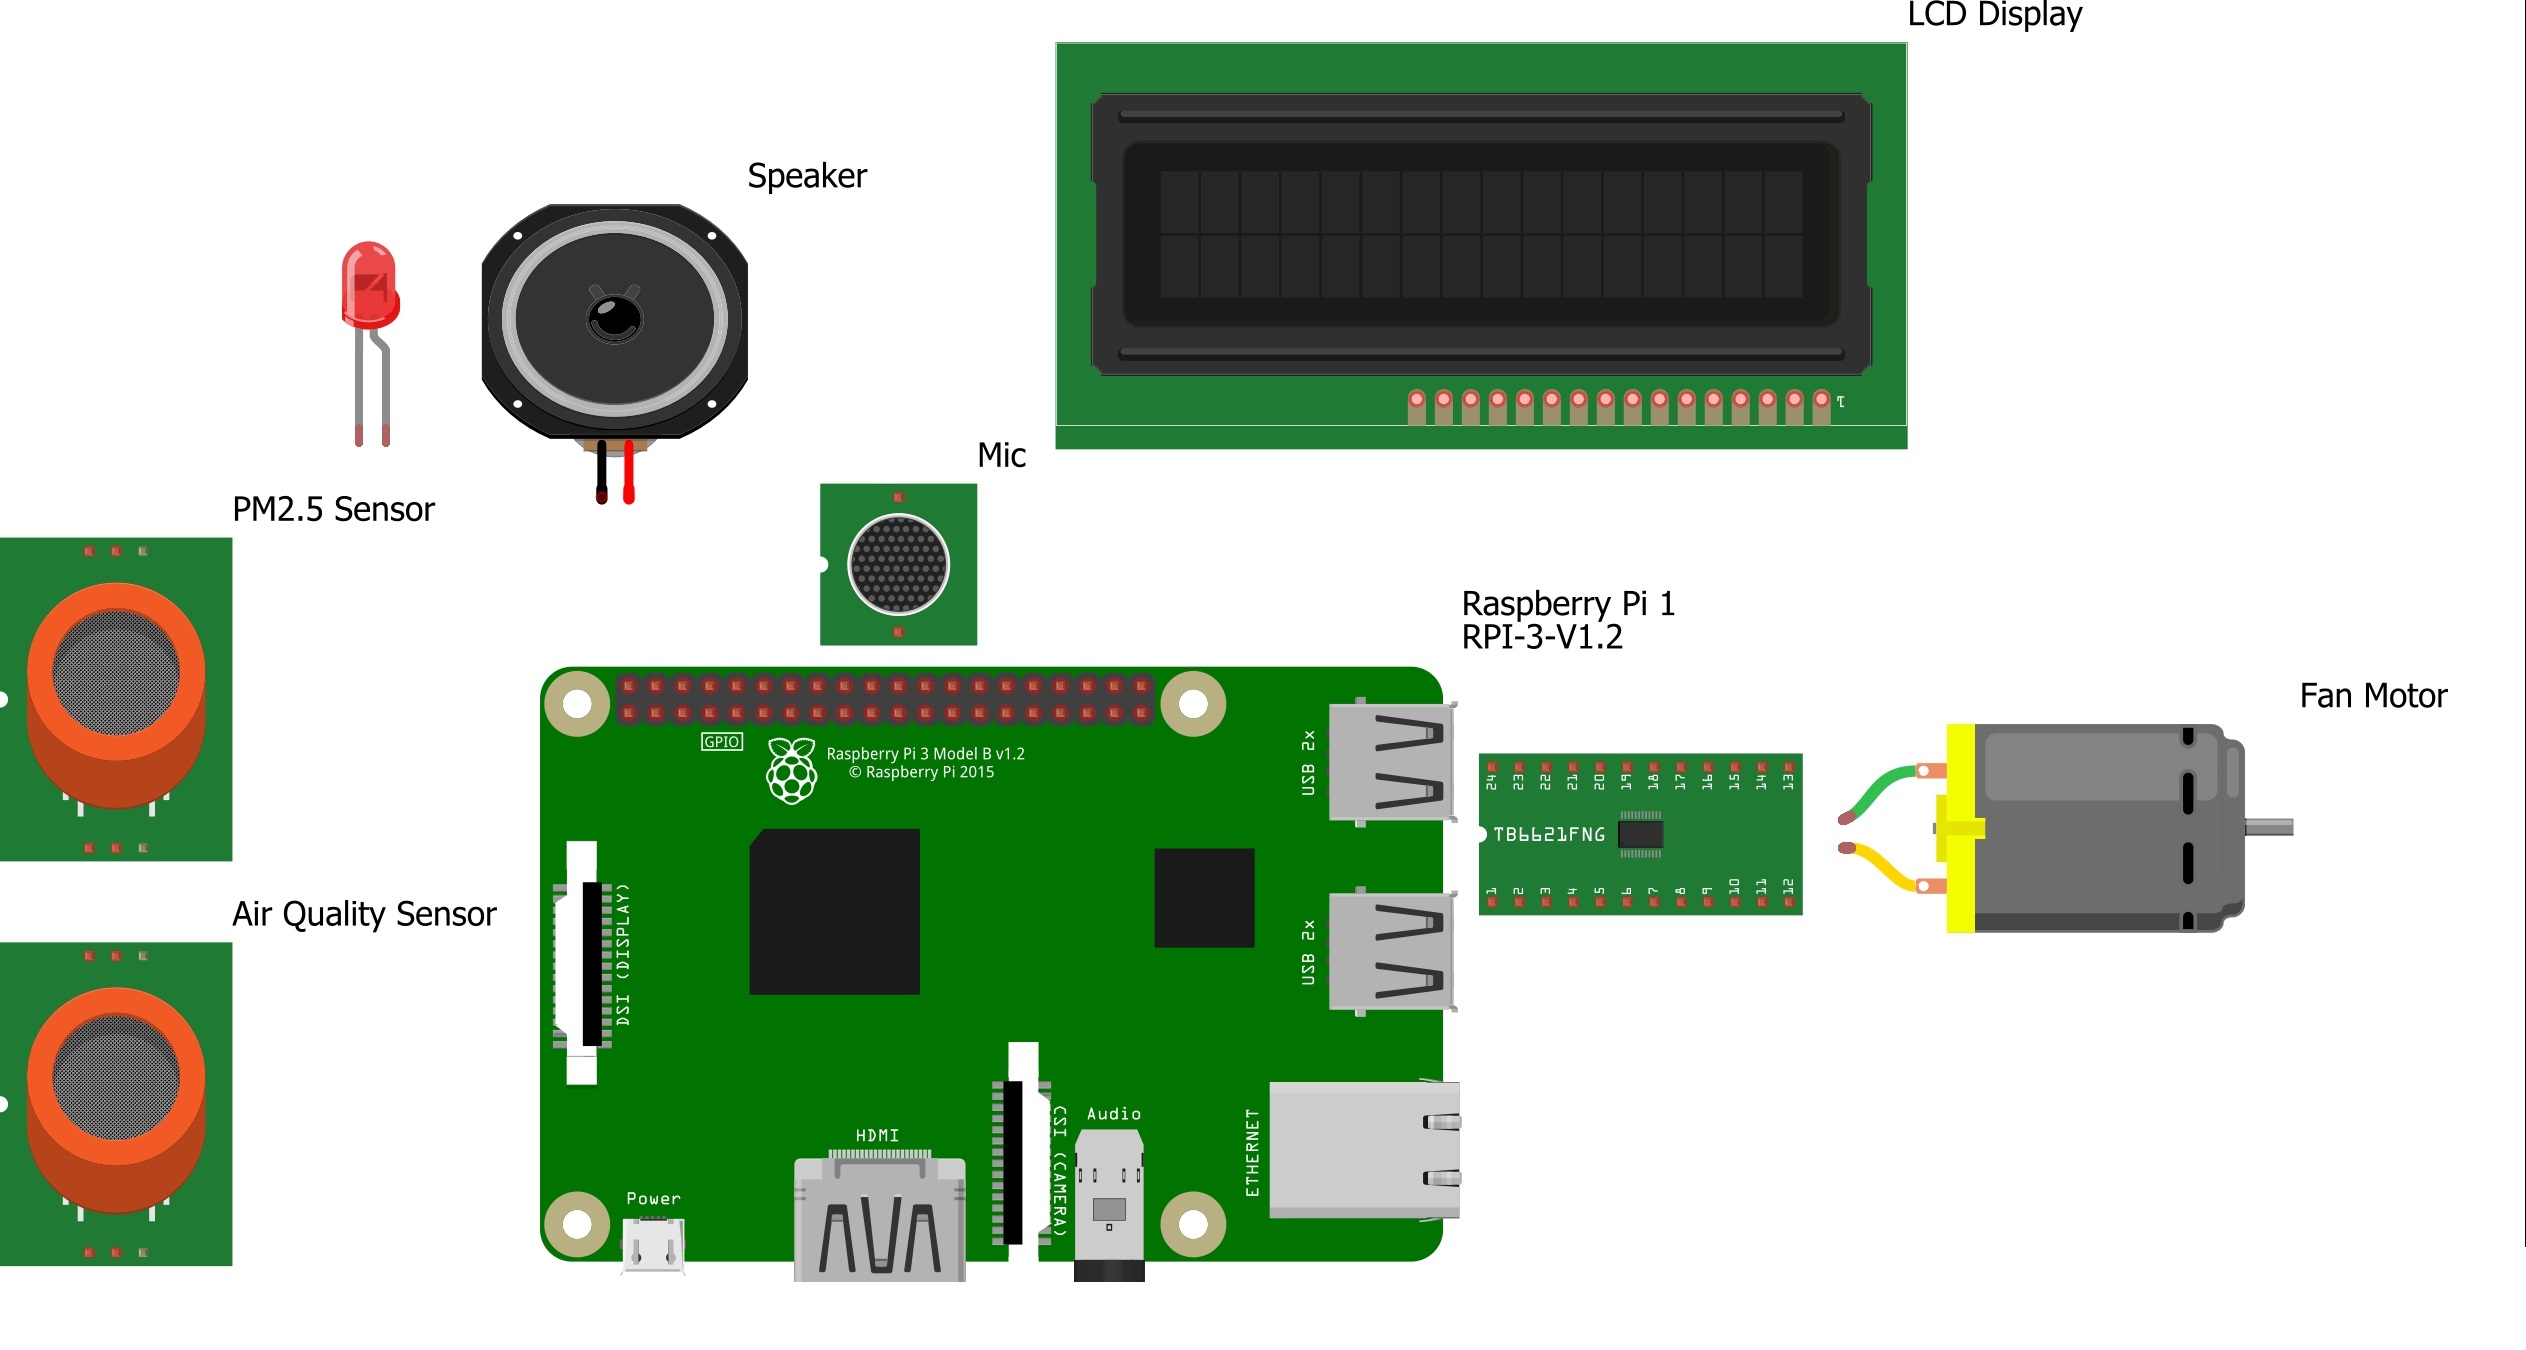 LCD Display
Speaker
Mic
PM2.5 Sensor
Raspberry Pi 1
RPI-3-V1.2
Fan Motor
GPIO
Raspberry Pi 3 Model B v1.2
© Raspberry Pi 2015
USB 2x
24 23 22 21 20 19 18 17 16 15 14 13
TB6621FNG
1 2 3 4 5 6 7 8 9 10 11 12
Air Quality Sensor
DSI (DISPLAY)
USB 2x
HDMI
CSI (CAMERA)
Audio
ETHERNET
Power
1